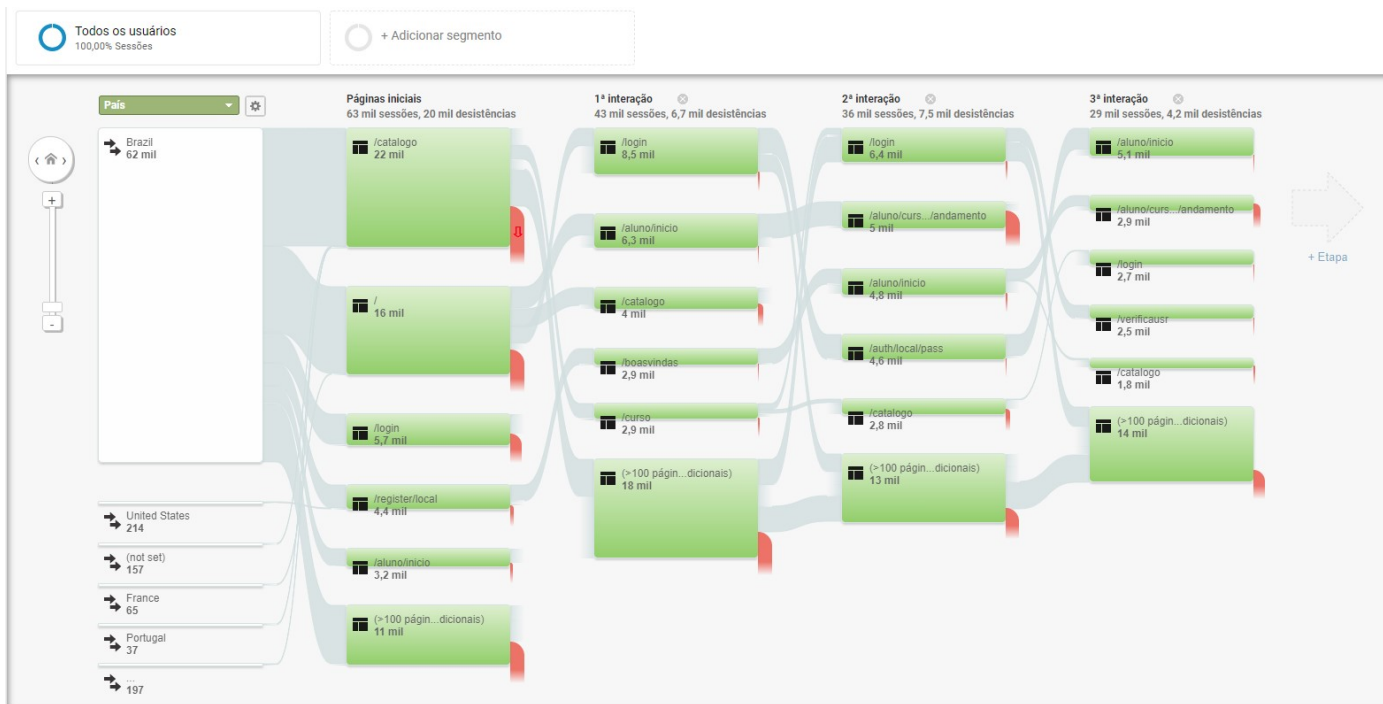 Todos os usuários
100,00% Sessões
+ Adicionar segmento
País
Brazil
62 mil
United States
214
(not set)
157
France
65
Portugal
37
...
197
Páginas iniciais
63 mil sessões, 20 mil desistências
/catalogo
22 mil
/
16 mil
/login
5,7 mil
/register/local
4,4 mil
/aluno/inicio
3,2 mil
(>100 págin...dicionais)
11 mil
1ª interação
43 mil sessões, 6,7 mil desistências
/login
8,5 mil
/aluno/inicio
6,3 mil
/catalogo
4 mil
/boasvindas
2,9 mil
/curso
2,9 mil
(>100 págin...dicionais)
18 mil
2ª interação
36 mil sessões, 7,5 mil desistências
/login
6,4 mil
/aluno/curs.../andamento
5 mil
/aluno/inicio
4,8 mil
/auth/local/pass
4,6 mil
/catalogo
2,8 mil
(>100 págin...dicionais)
13 mil
3ª interação
29 mil sessões, 4,2 mil desistências
/aluno/inicio
5,1 mil
/aluno/curs.../andamento
2,9 mil
/login
2,7 mil
/verificausr
2,5 mil
/catalogo
1,8 mil
(>100 págin...dicionais)
14 mil
+ Etapa